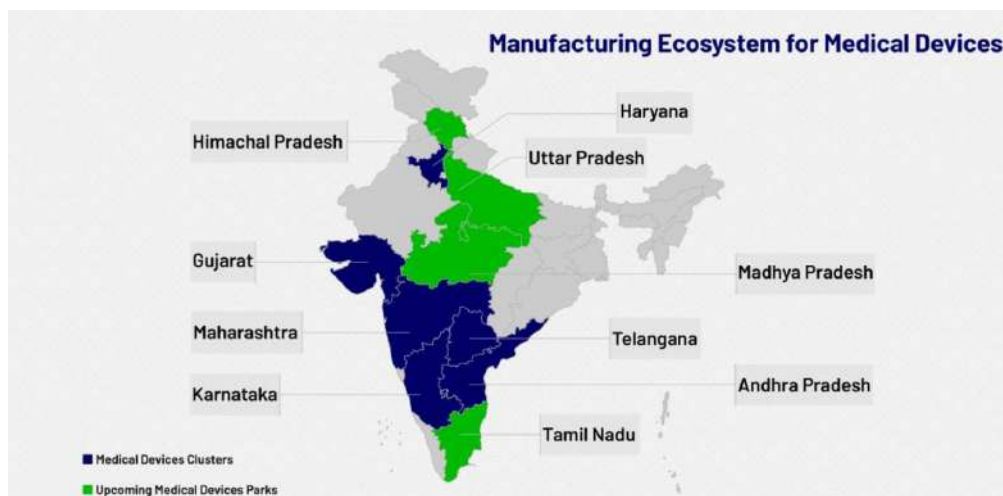 Manufacturing Ecosystem for Medical Devices
Haryana
Himachal Pradesh
Uttar Pradesh
Gujarat
Madhya Pradesh
Maharashtra
Telangana
Karnataka
Andhra Pradesh
Tamil Nadu
Medical Devices Clusters
Upcoming Medical Devices Parks